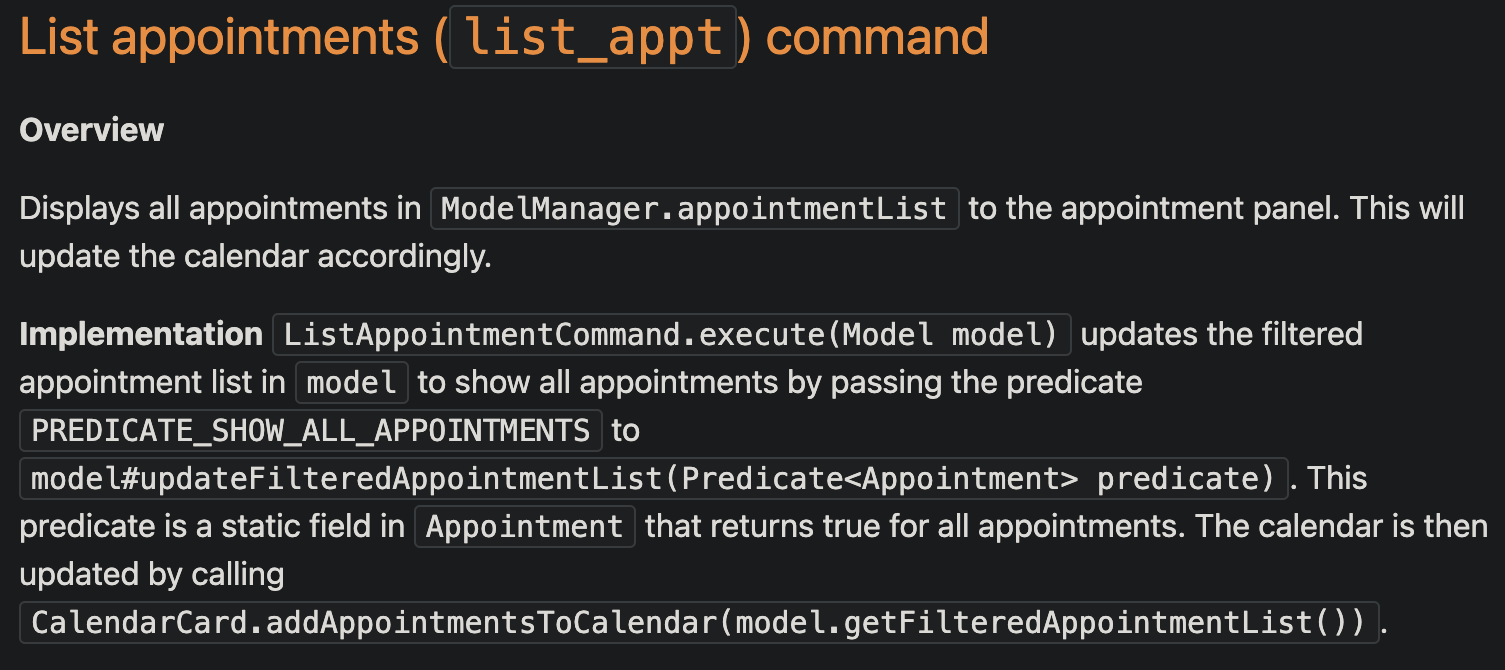 List appointments (list_appt) command
Overview
Displays all appointments in ModelManager.appointmentList to the appointment panel. This will
update the calendar accordingly.
Implementation ListAppointmentCommand.execute(Model model) updates the filtered
appointment list in model to show all appointments by passing the predicate
PREDICATE_SHOW_ALL_APPOINTMENTS to
model#updateFilteredAppointmentList(Predicate<Appointment> predicate). This
predicate is a static field in Appointment that returns true for all appointments. The calendar is then
updated by calling
CalendarCard.addAppointmentsToCalendar(model.getFilteredAppointmentList()).